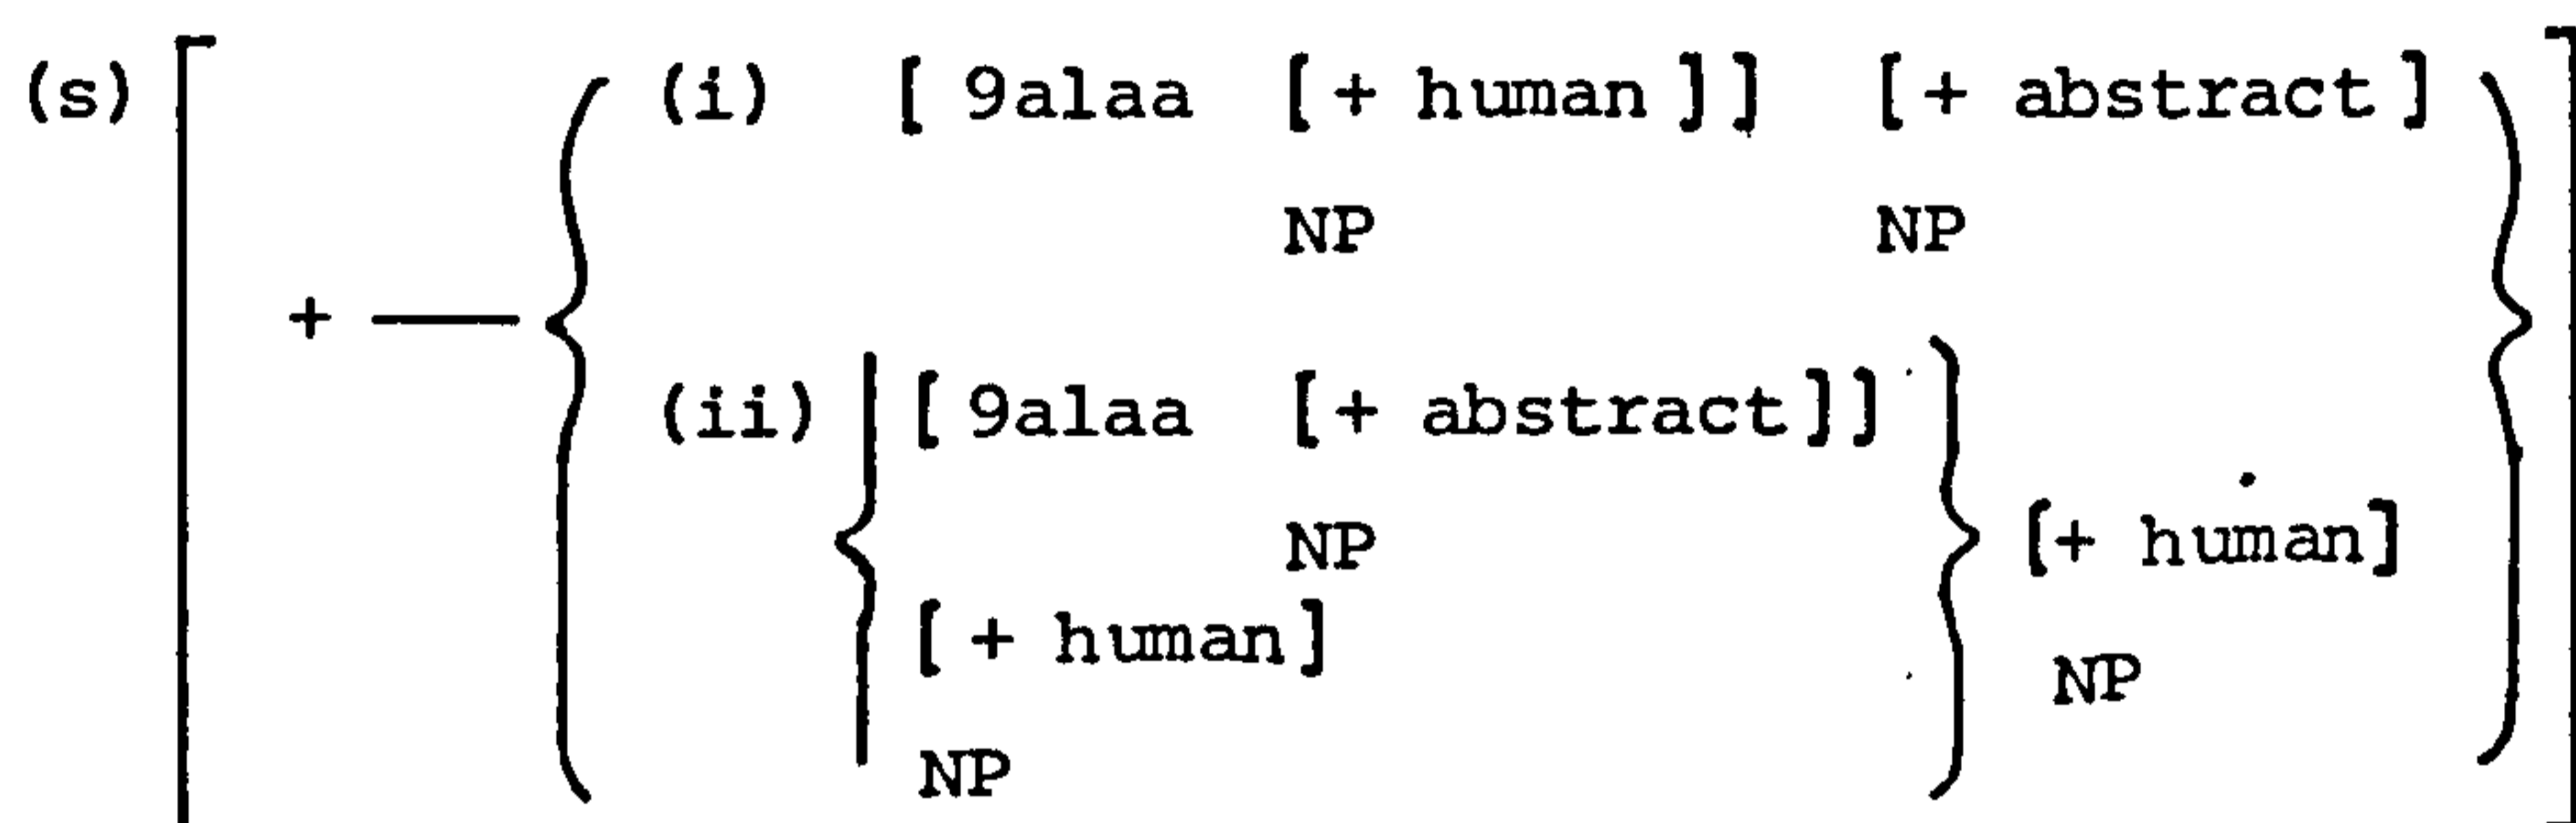 (s) [ + — { (i) [ 9alaa [ + human ]] [ + abstract ]
NP NP
(ii) { [ 9alaa [+ abstract]]
NP
[ + human]
NP
} [+ human]
NP
} ]